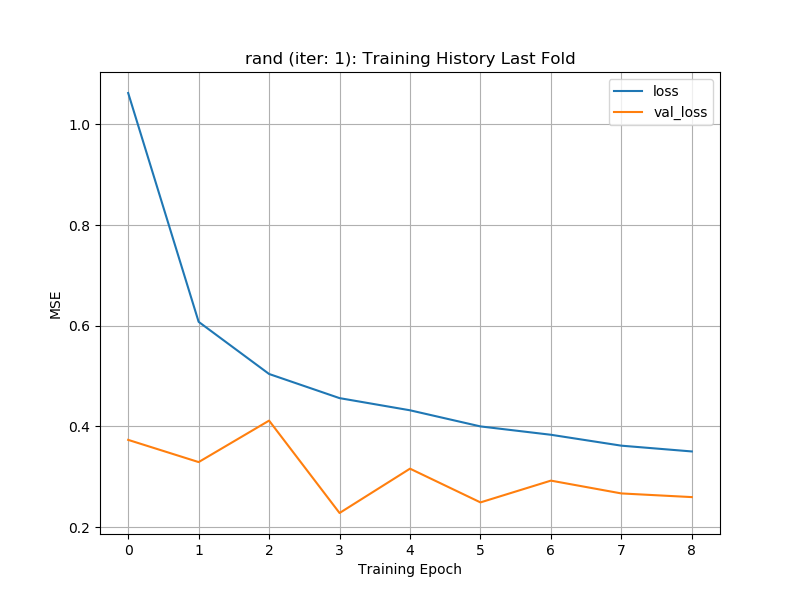 rand (iter: 1): Training History Last Fold
loss
val_loss
MSE
1.0
0.8
0.6
0.4
0.2
0 1 2 3 4 5 6 7 8
Training Epoch